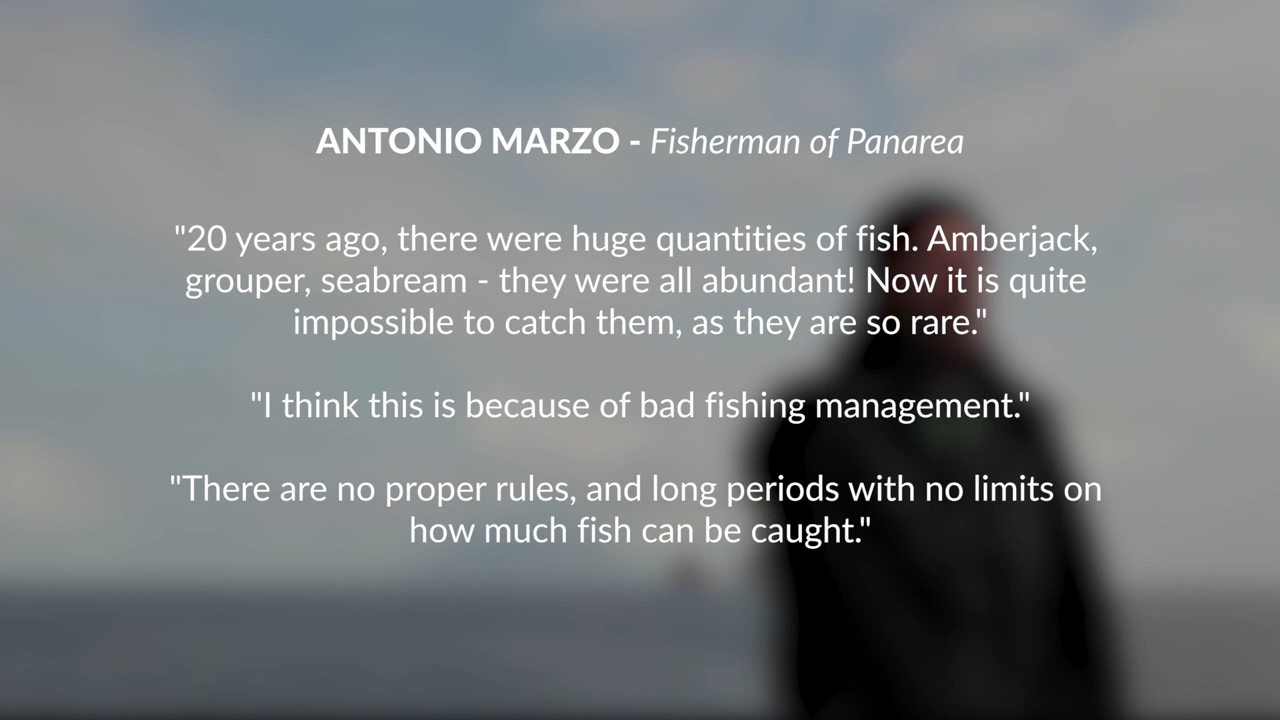 ANTONIO MARZO - Fisherman of Panarea
"20 years ago, there were huge quantities of fish. Amberjack,
grouper, seabream - they were all abundant! Now it is quite
impossible to catch them, as they are so rare."
"I think this is because of bad fishing management."
"There are no proper rules, and long periods with no limits on
how much fish can be caught."